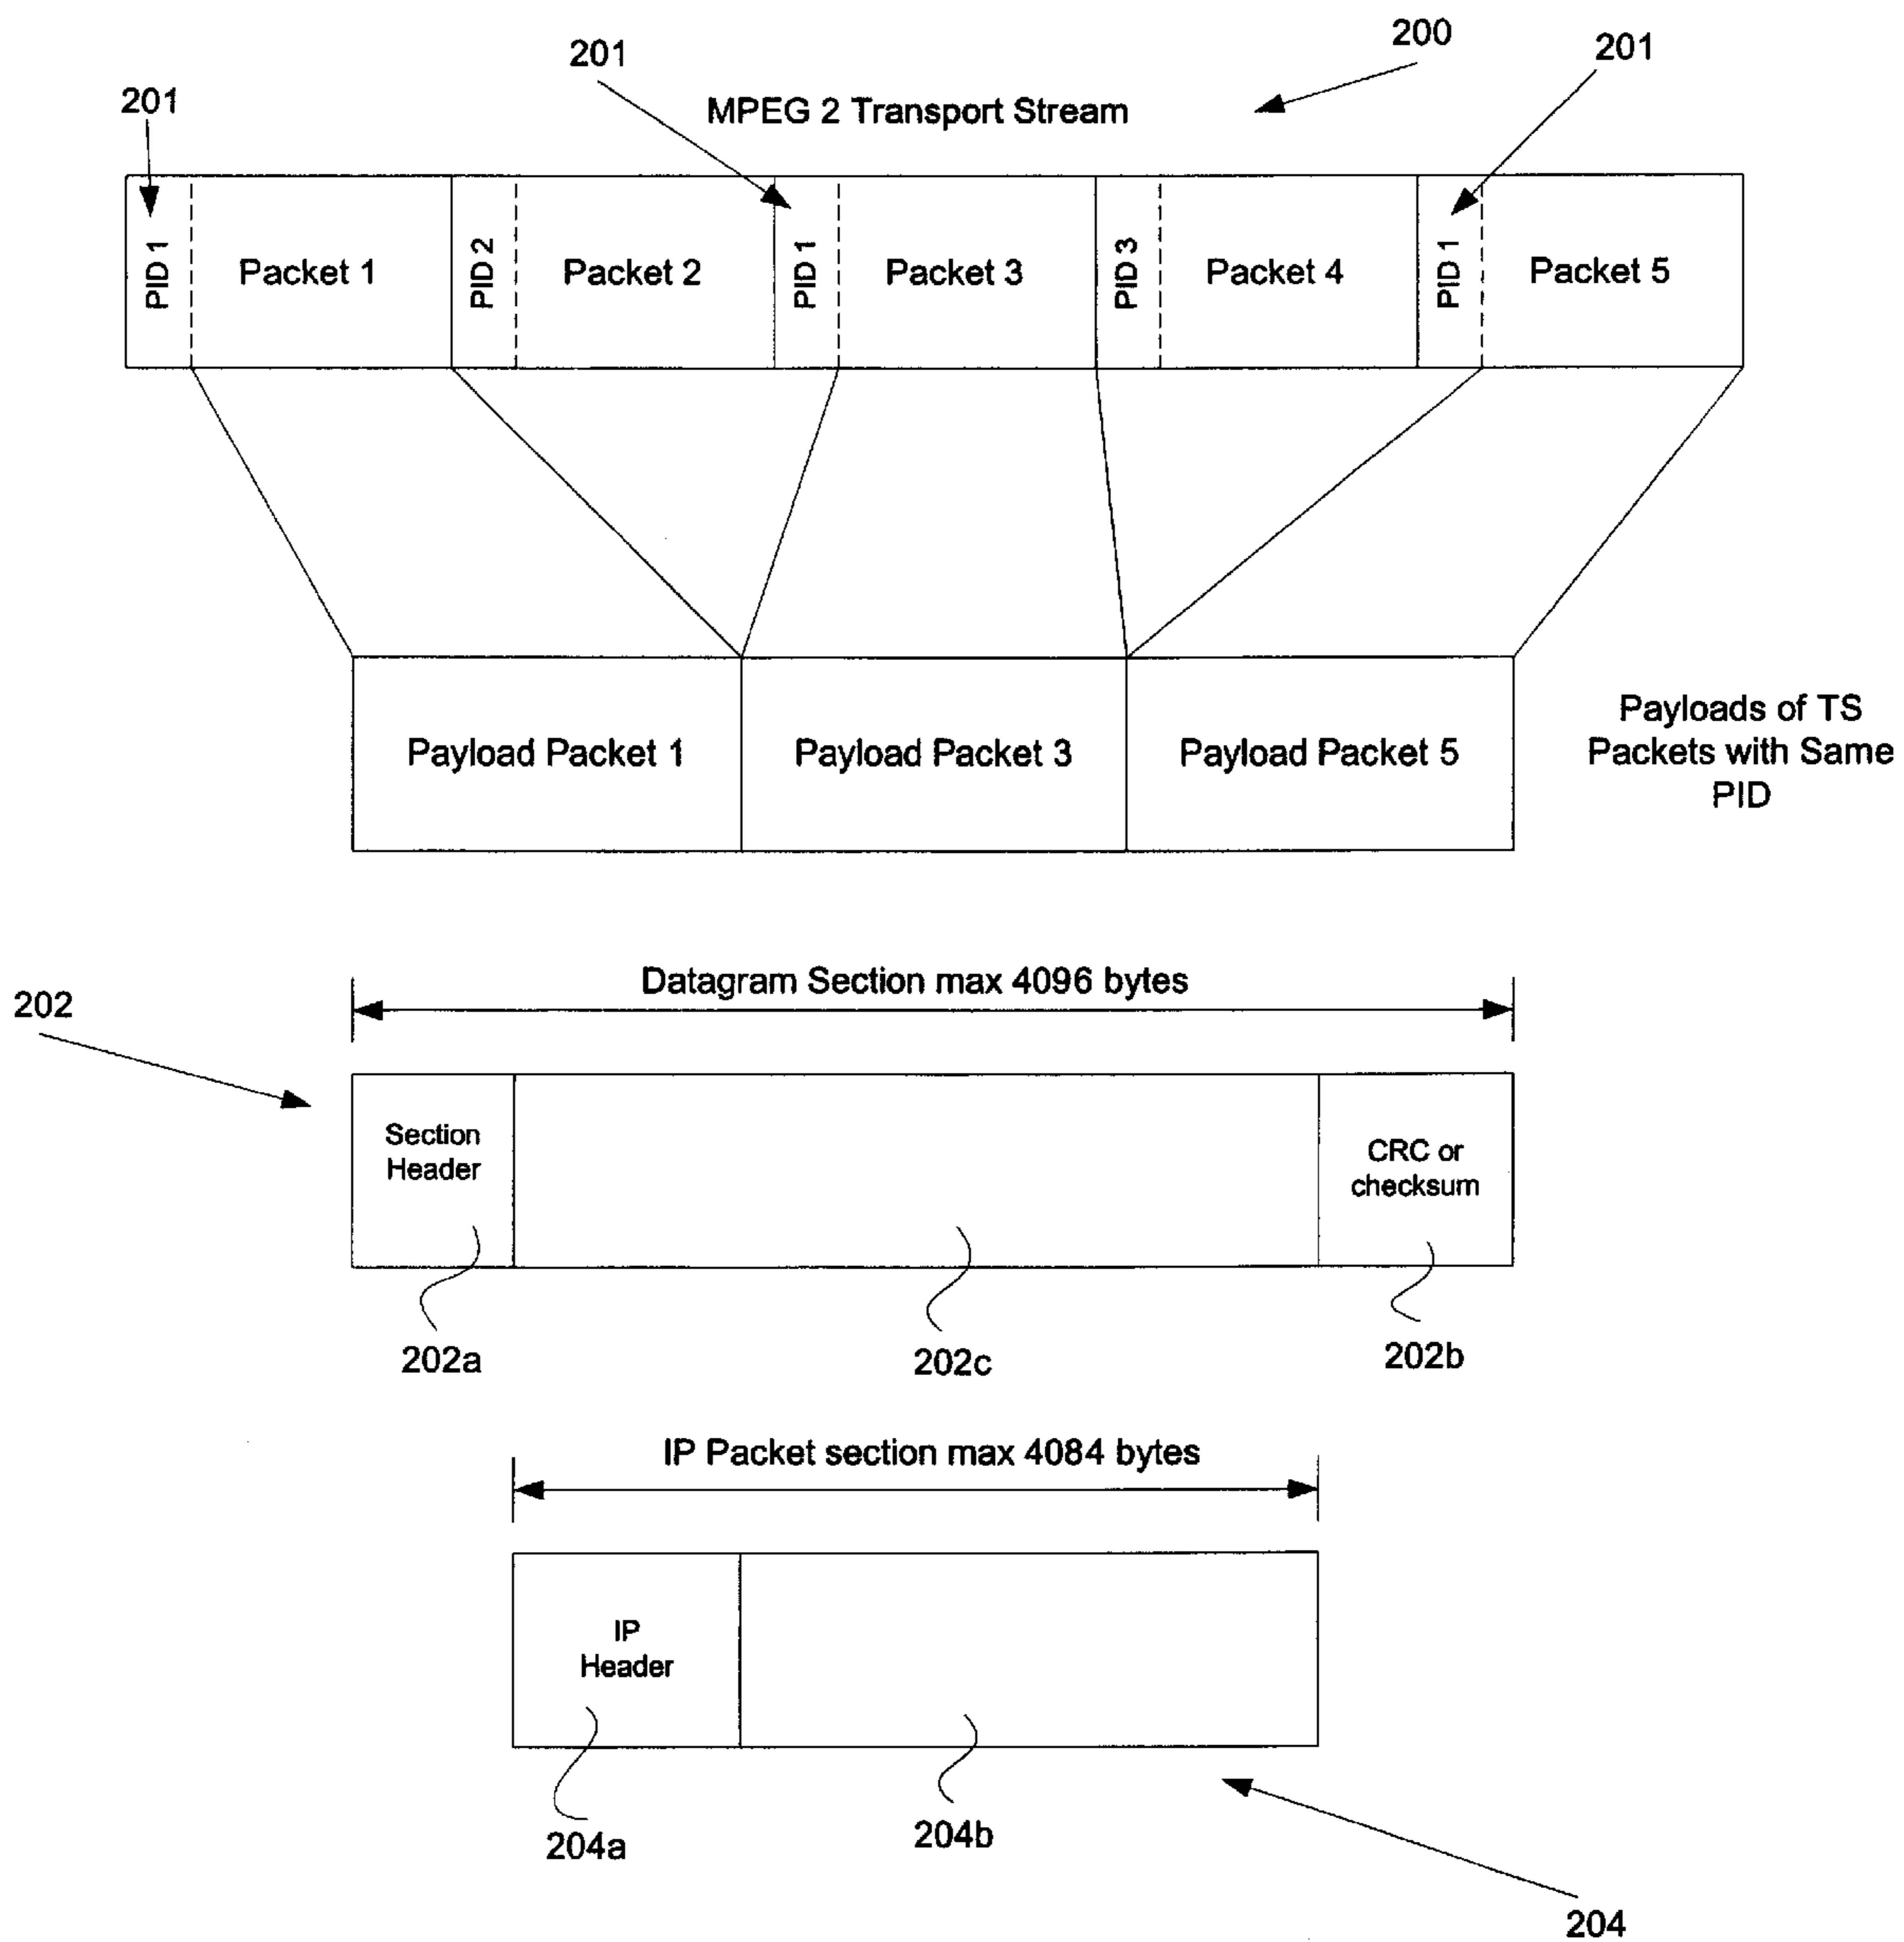 200
201
201
201
MPEG 2 Transport Stream
PID 1
Packet 1
PID 2
Packet 2
PID 1
Packet 3
PID 3
Packet 4
PID 1
Packet 5
Payload Packet 1
Payload Packet 3
Payload Packet 5
Payloads of TS
Packets with Same
PID
Datagram Section max 4096 bytes
202
Section
Header
CRC or
checksum
202a
202c
202b
IP Packet section max 4084 bytes
IP
Header
204a
204b
204